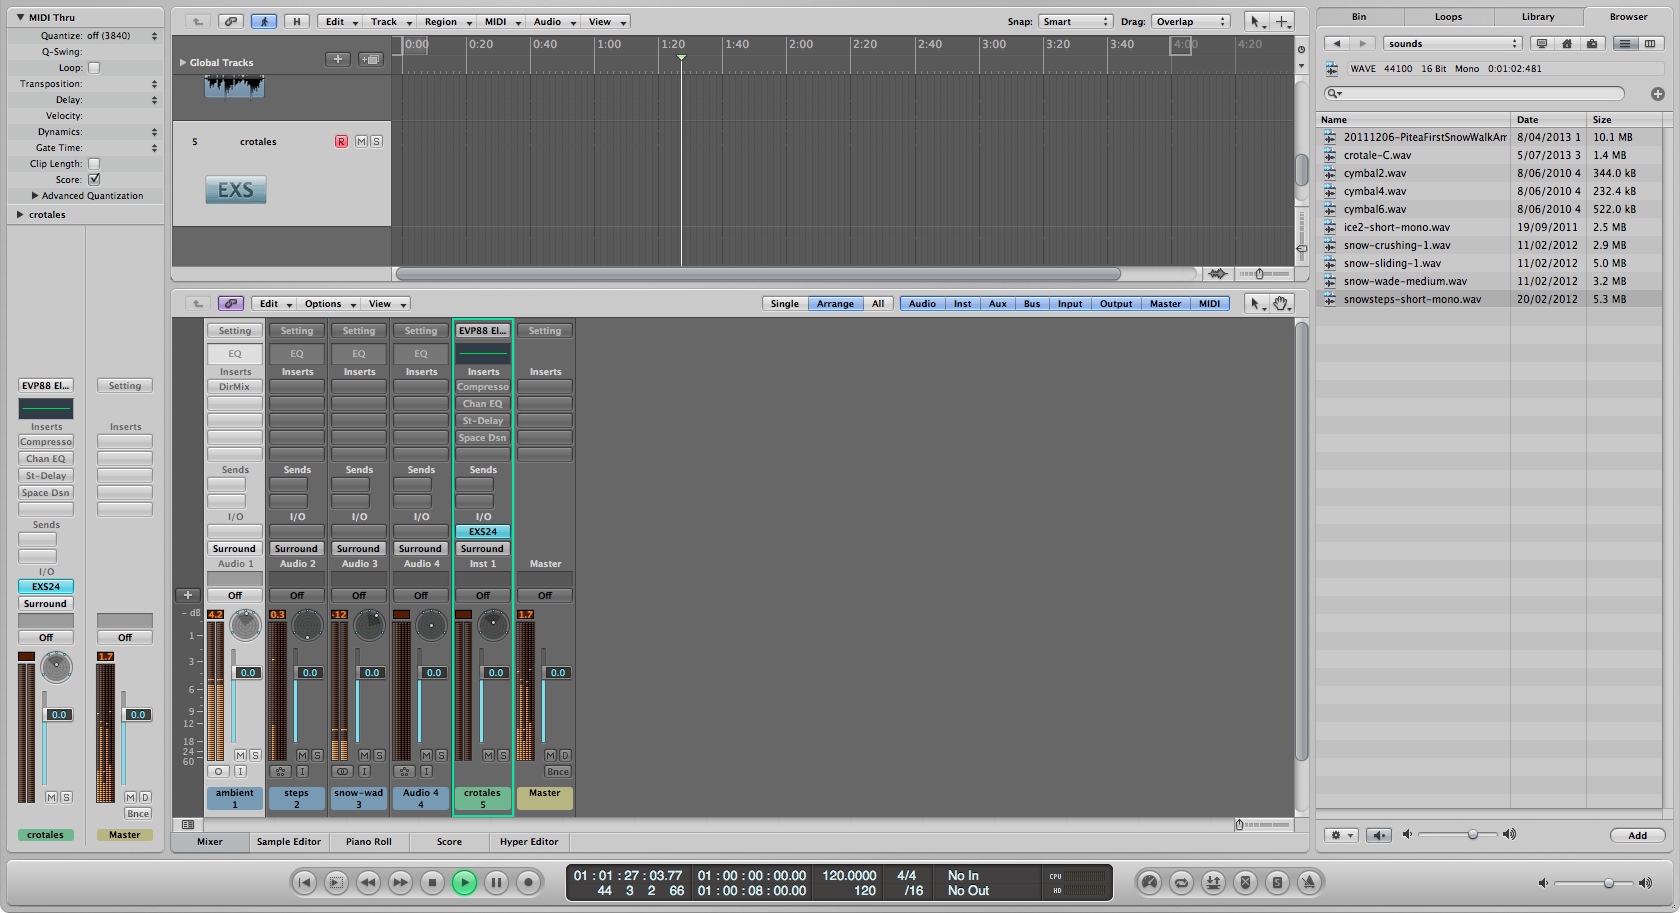 MIDI Thru
Quantize: off (3840)
Q-Swing:
Loop:
Transposition:
Delay:
Velocity:
Dynamics:
Gate Time:
Clip Length:
Score:
Advanced Quantization
crotales
EVP88 El... Setting
Inserts Inserts
Compresso
Chan EQ
St-Delay
Space Dsn
Sends
I/O
EXS24
Surround
Off Off
1.7
0.0 0.0
M S M D
Bnce
crotales Master
H Edit Track Region MIDI Audio View Snap: Smart Drag: Overlap
Global Tracks
0:00 0:20 0:40 1:00 1:20 1:40 2:00 2:20 2:40 3:00 3:20 3:40 4:00 4:20
5 crotales R M S
EXS
Edit Options View Single Arrange All Audio Inst Aux Bus Input Output Master MIDI
Setting Setting Setting Setting EVP88 El... Setting
EQ EQ EQ EQ
Inserts Inserts Inserts Inserts Inserts Inserts
DirMix Compresso
Chan EQ
St-Delay
Space Dsn
Sends Sends Sends Sends Sends
I/O I/O I/O I/O I/O
EXS24
Surround Surround Surround Surround Surround
Audio 1 Audio 2 Audio 3 Audio 4 Inst 1 Master
Off Off Off Off Off Off
- dB 4.2 0.3 -12 1.7
1
3
0.0 0.0 0.0 0.0 0.0 0.0
6
9
12
18
24
60
M S M S M S M S M S M D
I I I I Bnce
ambient steps snow-wad Audio 4 crotales Master
1 2 3 4 5
Mixer Sample Editor Piano Roll Score Hyper Editor
01 : 01 : 27 : 03.77 01 : 00 : 00 : 00.00 120.0000 4/4 No In CPU
44 3 2 66 01 : 00 : 08 : 00.00 120 /16 No Out HD
Bin Loops Library Browser
sounds
WAVE 44100 16 Bit Mono 0:01:02:481
Name Date Size
20111206-PiteaFirstSnowWalkAm 8/04/2013 1 10.1 MB
crotale-C.wav 5/07/2013 3 1.4 MB
cymbal2.wav 8/06/2010 4 344.0 kB
cymbal4.wav 8/06/2010 4 232.4 kB
cymbal6.wav 8/06/2010 4 522.0 kB
ice2-short-mono.wav 19/09/2011 2.5 MB
snow-crushing-1.wav 11/02/2012 2.9 MB
snow-sliding-1.wav 11/02/2012 5.0 MB
snow-wade-medium.wav 11/02/2012 3.2 MB
snowsteps-short-mono.wav 20/02/2012 5.3 MB
Add